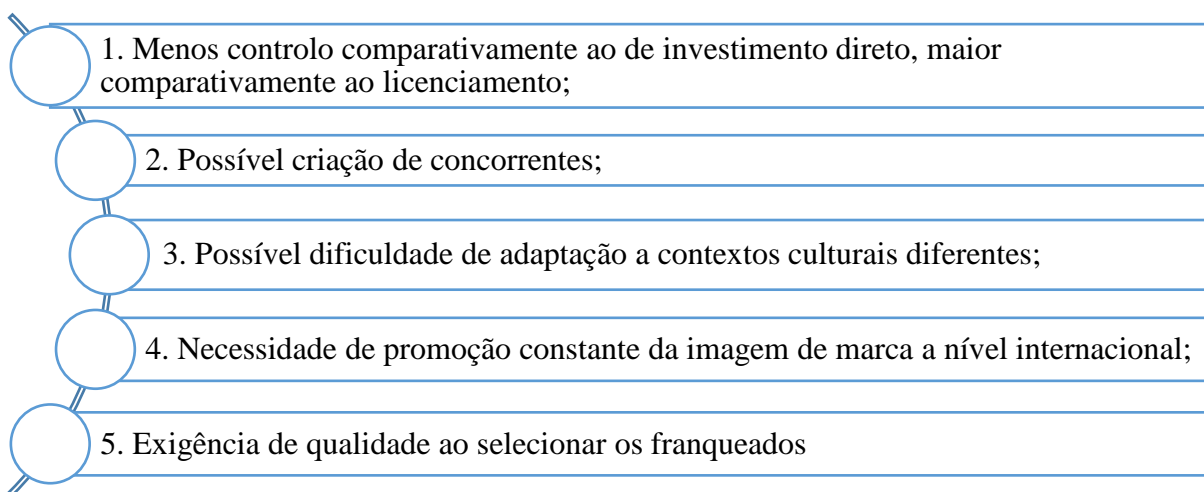 1. Menos controlo comparativamente ao de investimento direto, maior
comparativamente ao licenciamento;
2. Possível criação de concorrentes;
3. Possível dificuldade de adaptação a contextos culturais diferentes;
4. Necessidade de promoção constante da imagem de marca a nível internacional;
5. Exigência de qualidade ao selecionar os franqueados